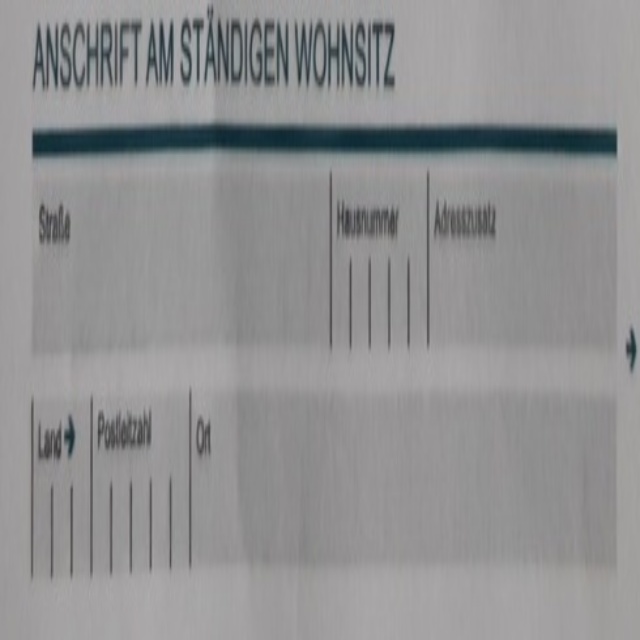 ANSCHRIFT AM STÄNDIGEN WOHNSITZ
Straße Hausnummer Adresszusatz
Land → Postleitzahl Ort